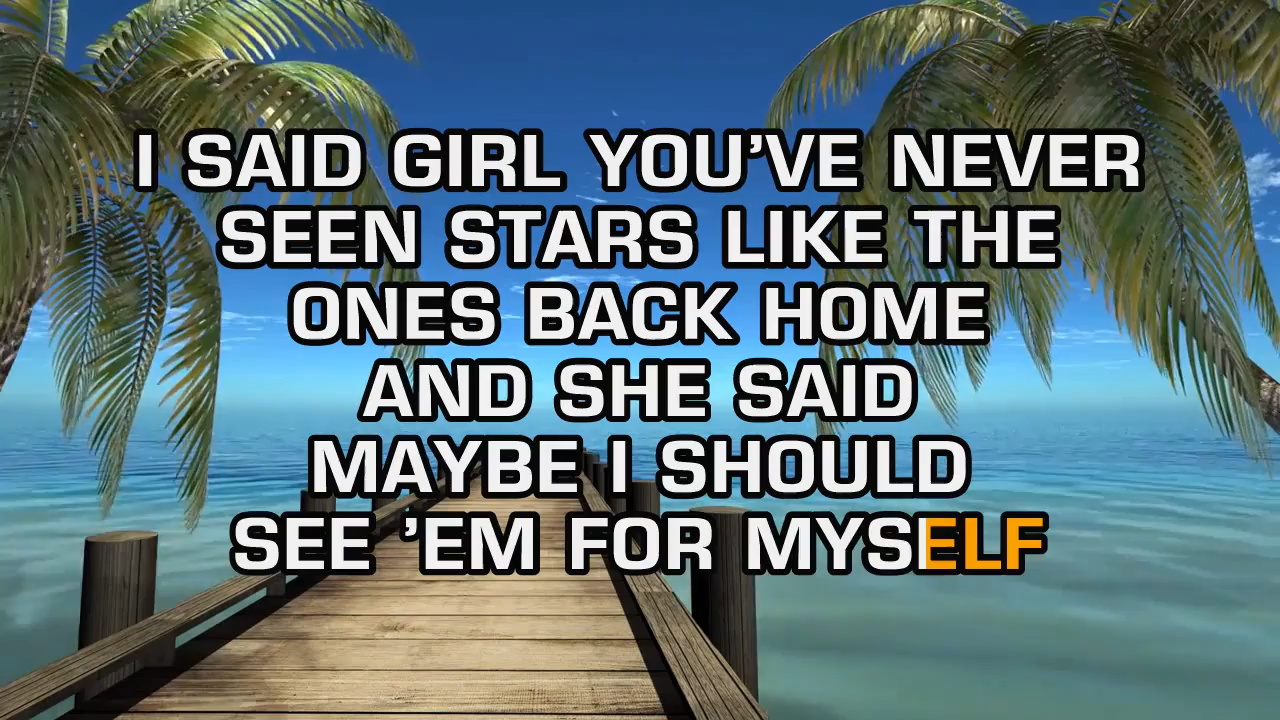 I SAID GIRL YOU'VE NEVER
SEEN STARS LIKE THE
ONES BACK HOME
AND SHE SAID
MAYBE I SHOULD
SEE 'EM FOR MYSELF